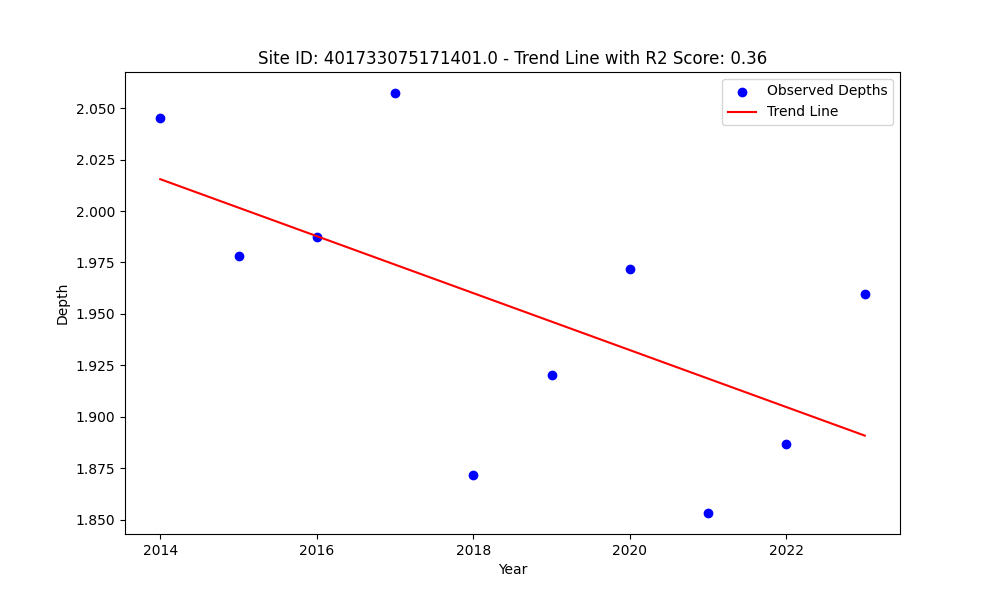 Site ID: 401733075171401.0 - Trend Line with R2 Score: 0.36
Observed Depths
Trend Line
2.050
2.025
2.000
1.975
1.950
1.925
1.900
1.875
1.850
Depth
2014
2016
2018
2020
2022
Year